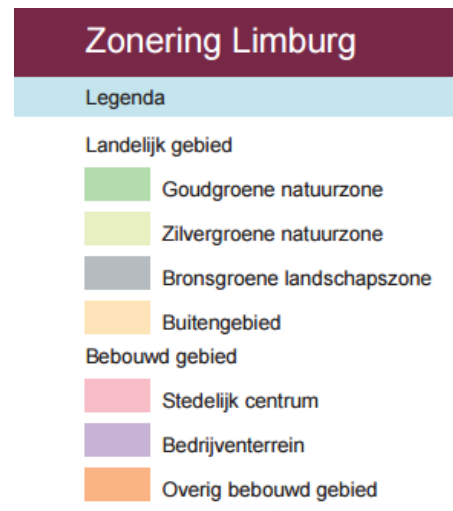 Zonering Limburg
Legenda
Landelijk gebied
Goudgroene natuurzone
Zilvergroene natuurzone
Bronsgroene landschapszone
Buitengebied
Bebouwd gebied
Stedelijk centrum
Bedrijventerrein
Overig bebouwd gebied